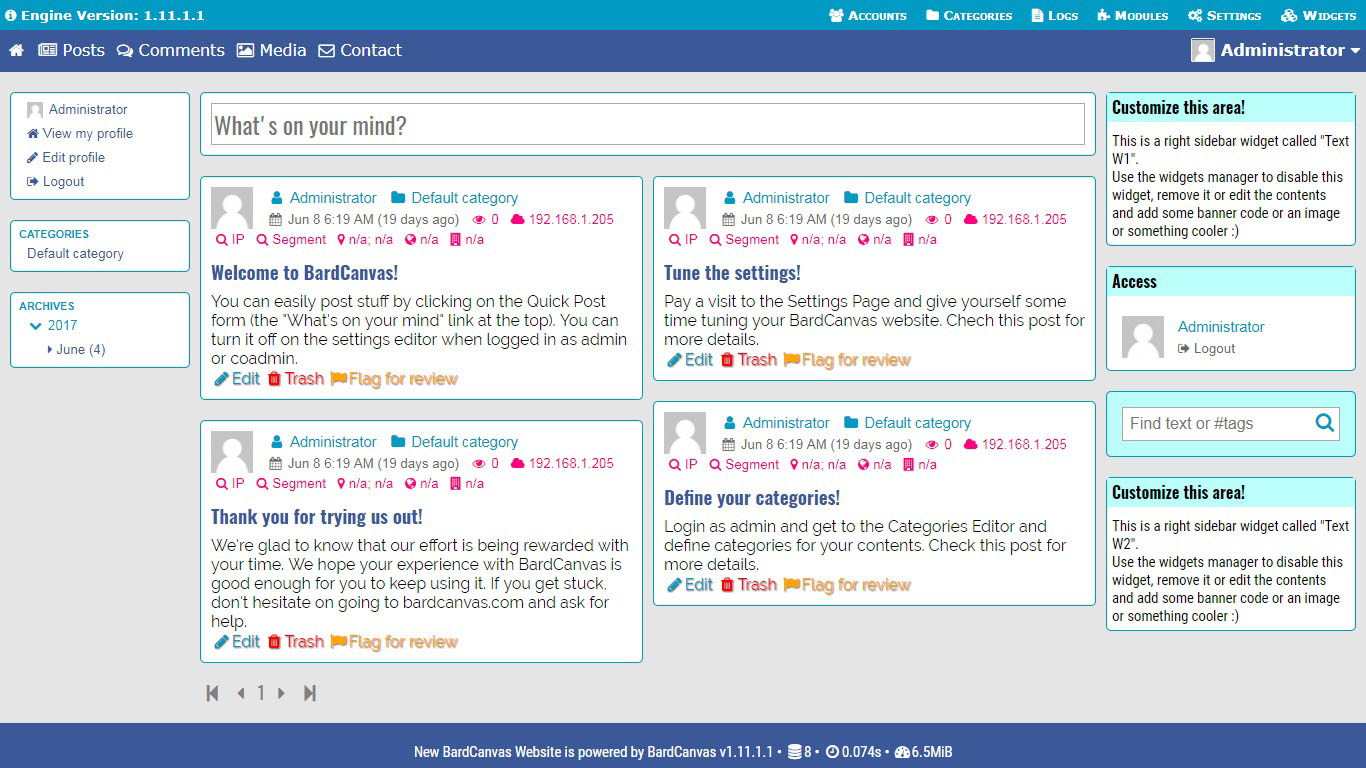 Engine Version: 1.11.1.1
Accounts Categories Logs Modules Settings Widgets
Posts Comments Media Contact
Administrator
Administrator
View my profile
Edit profile
Logout
CATEGORIES
Default category
ARCHIVES
2017
June (4)
What's on your mind?
Administrator Default category
Jun 8 6:19 AM (19 days ago) 0 192.168.1.205
IP Segment n/a; n/a n/a n/a
Welcome to BardCanvas!
You can easily post stuff by clicking on the Quick Post
form (the "What's on your mind" link at the top). You can
turn it off on the settings editor when logged in as admin
or coadmin.
Edit Trash Flag for review
Administrator Default category
Jun 8 6:19 AM (19 days ago) 0 192.168.1.205
IP Segment n/a; n/a n/a n/a
Thank you for trying us out!
We're glad to know that our effort is being rewarded with
your time. We hope your experience with BardCanvas is
good enough for you to keep using it. If you get stuck,
don't hesitate on going to bardcanvas.com and ask for
help.
Edit Trash Flag for review
Administrator Default category
Jun 8 6:19 AM (19 days ago) 0 192.168.1.205
IP Segment n/a; n/a n/a n/a
Tune the settings!
Pay a visit to the Settings Page and give yourself some
time tuning your BardCanvas website. Chech this post for
more details.
Edit Trash Flag for review
Administrator Default category
Jun 8 6:19 AM (19 days ago) 0 192.168.1.205
IP Segment n/a; n/a n/a n/a
Define your categories!
Login as admin and get to the Categories Editor and
define categories for your contents. Check this post for
more details.
Edit Trash Flag for review
1
Customize this area!
This is a right sidebar widget called "Text
W1".
Use the widgets manager to disable this
widget, remove it or edit the contents
and add some banner code or an image
or something cooler :)
Access
Administrator
Logout
Find text or #tags
Customize this area!
This is a right sidebar widget called "Text
W2".
Use the widgets manager to disable this
widget, remove it or edit the contents
and add some banner code or an image
or something cooler :)
New BardCanvas Website is powered by BardCanvas v1.11.1.1 • 8 • 0.074s • 6.5MiB